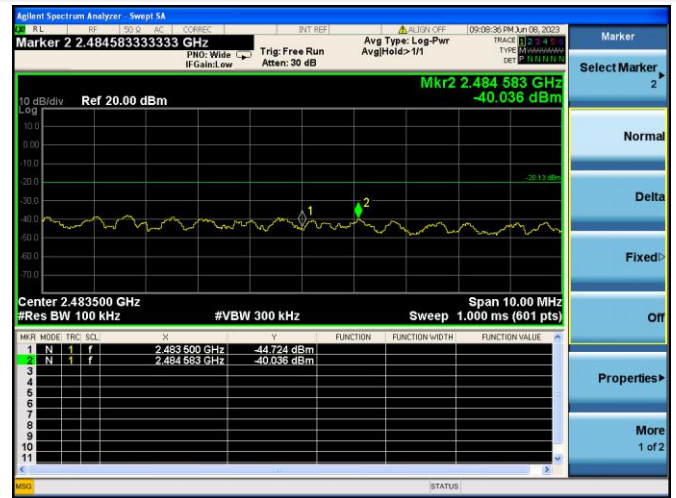 Agilent Spectrum Analyzer - Swept SA
RL RF 50 Ω AC CORREC INT REF ALIGN OFF 09:08:36 PM Jun 08, 2023
Marker 2 2.484583333333 GHz
PNO: Wide
IFGain:Low
Trig: Free Run
Atten: 30 dB
Avg Type: Log-Pwr
Avg|Hold>1/1
TRACE 1 2 3 4 5 6
TYPE M
DET P N N N N N
Mkr2 2.484 583 GHz
-40.036 dBm
10 dB/div Ref 20.00 dBm
Log
10.0
0.00
-10.0
-20.0
-30.0
-40.0
-50.0
-60.0
-70.0
-20.13 dBm
1
2
Center 2.483500 GHz Span 10.00 MHz
#Res BW 100 kHz #VBW 300 kHz Sweep 1.000 ms (601 pts)
MKR MODE TRC SCL X Y FUNCTION FUNCTION WIDTH FUNCTION VALUE
1 N 1 f 2.483 500 GHz -44.724 dBm
2 N 1 f 2.484 583 GHz -40.036 dBm
3
4
5
6
7
8
9
10
11
MSG STATUS
Marker
Select Marker
2
Normal
Delta
Fixed
Off
Properties
More
1 of 2